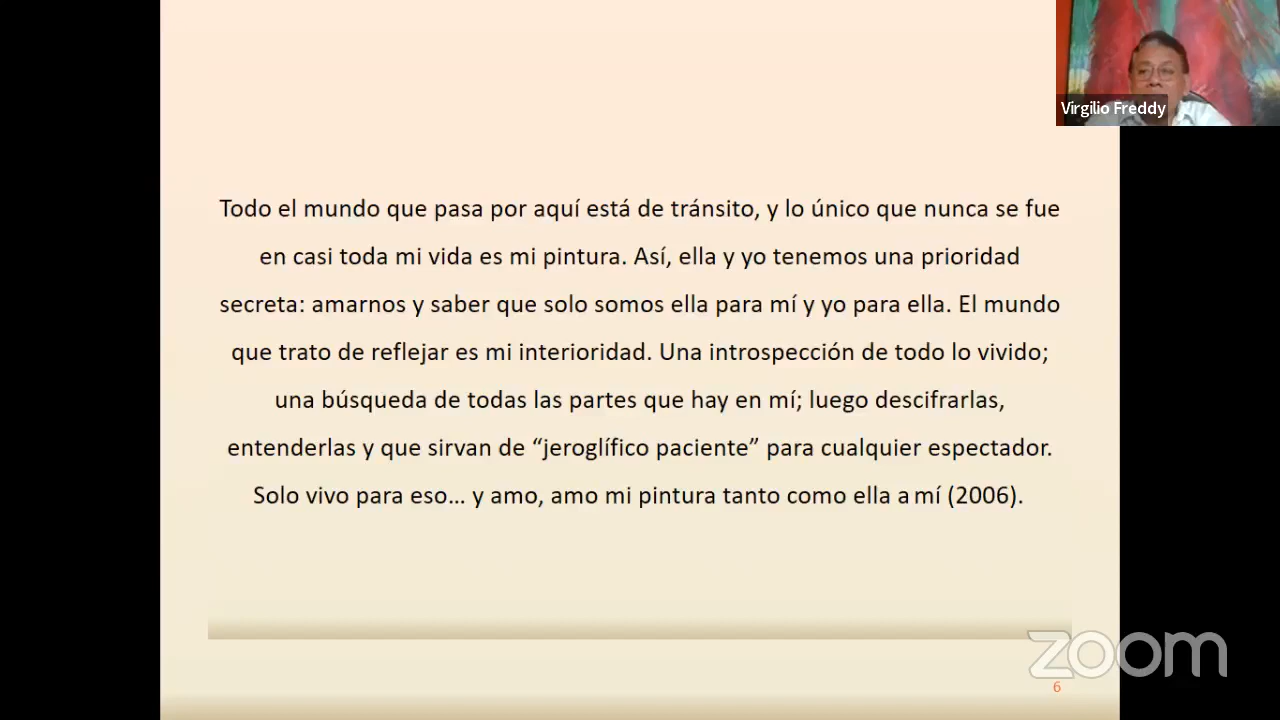 Virgilio Freddy
Todo el mundo que pasa por aquí está de tránsito, y lo único que nunca se fue
en casi toda mi vida es mi pintura. Así, ella y yo tenemos una prioridad
secreta: amarnos y saber que solo somos ella para mí y yo para ella. El mundo
que trato de reflejar es mi interioridad. Una introspección de todo lo vivido;
una búsqueda de todas las partes que hay en mí; luego descifrarlas,
entenderlas y que sirvan de “jeroglífico paciente” para cualquier espectador.
Solo vivo para eso… y amo, amo mi pintura tanto como ella a mí (2006).
zoom
6